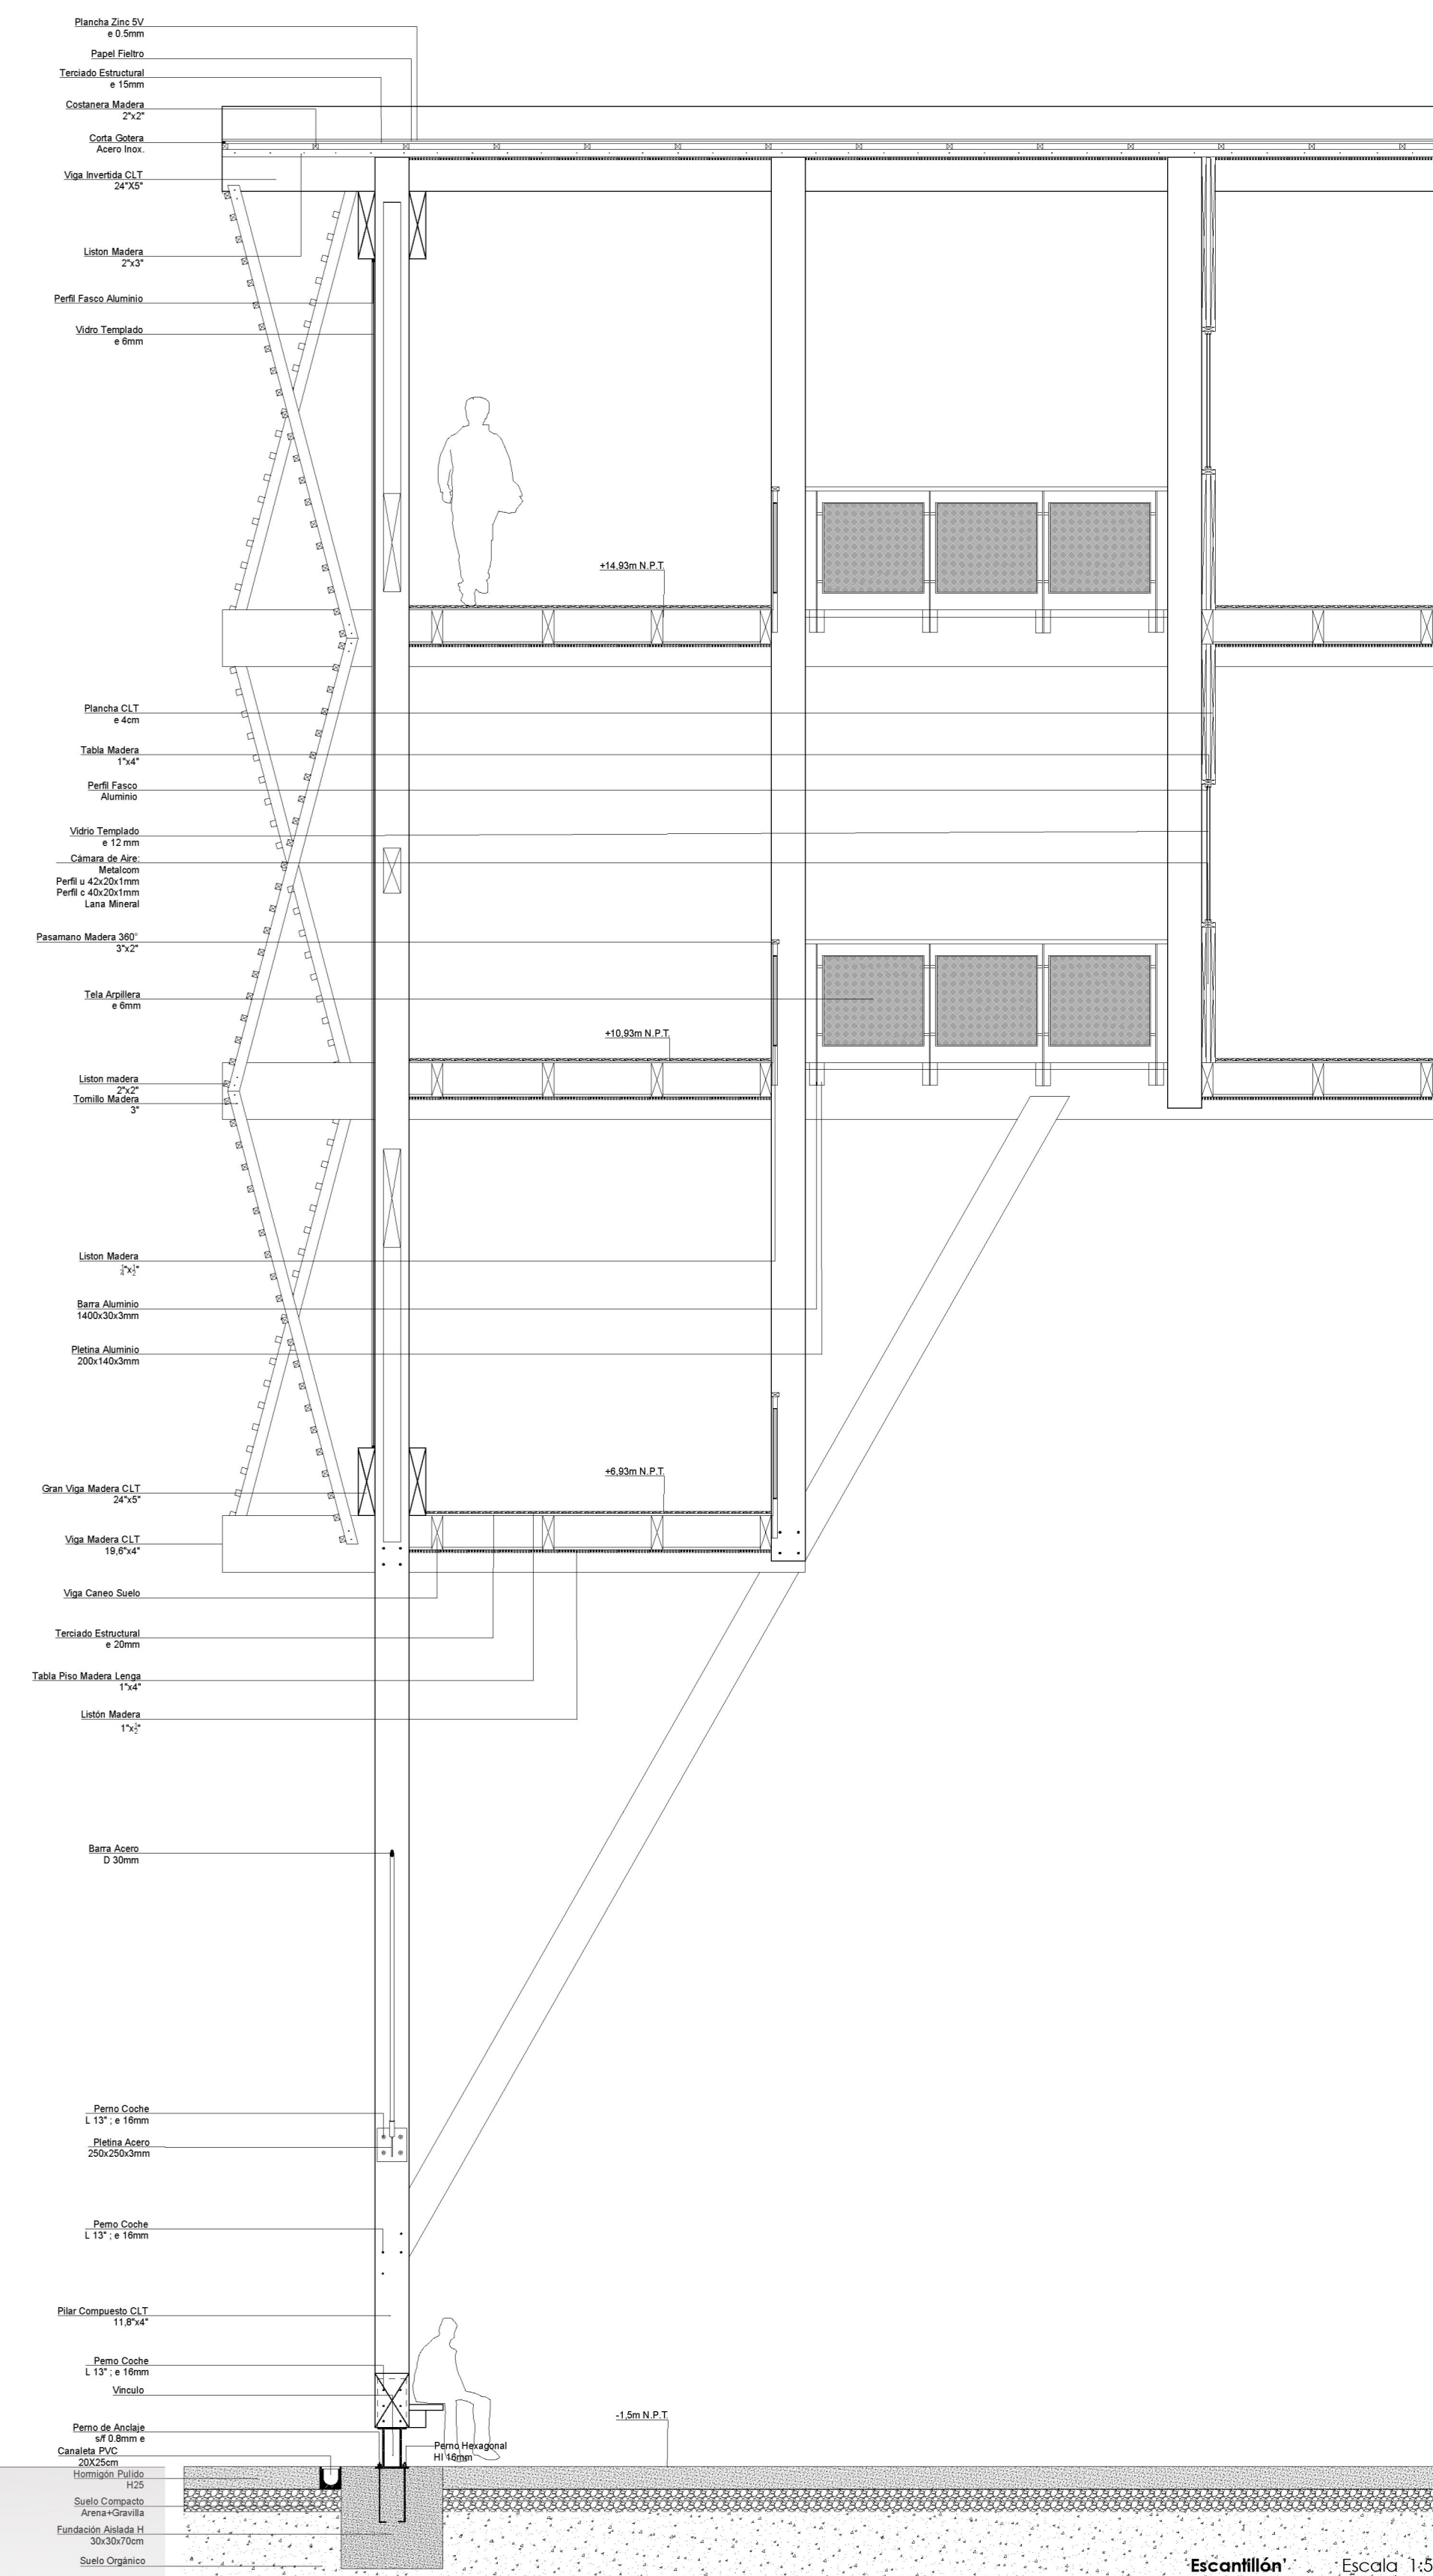 Plancha Zinc 5V
e 0.5mm
Papel Fieltro
Terciado Estructural
e 15mm
Costanera Madera
2"x2"
Corta Gotera
Acero Inox.
Viga Invertida CLT
24"X5"
Liston Madera
2"x3"
Perfil Fasco Aluminio
Vidro Templado
e 6mm
+14,93m N.P.T.
Plancha CLT
e 4cm
Tabla Madera
1"x4"
Perfil Fasco
Aluminio
Vidrio Templado
e 12 mm
Cámara de Aire:
Metalcom
Perfil u 42x20x1mm
Perfil c 40x20x1mm
Lana Mineral
Pasamano Madera 360°
3"x2"
Tela Arpillera
e 6mm
+10,93m N.P.T.
Liston madera
2"x2"
Tornillo Madera
3"
Liston Madera
Barra Aluminio
1400x30x3mm
Pletina Aluminio
200x140x3mm
+6,93m N.P.T.
Gran Viga Madera CLT
24"x5"
Viga Madera CLT
19,6"x4"
Viga Caneo Suelo
Terciado Estructural
e 20mm
Tabla Piso Madera Lenga
1"x4"
Listón Madera
1"x½"
Barra Acero
D 30mm
Perno Coche
L 13" ; e 16mm
Pletina Acero
250x250x3mm
Perno Coche
L 13" ; e 16mm
Pilar Compuesto CLT
11,8"x4"
Perno Coche
L 13" ; e 16mm
Vinculo
-1,5m N.P.T.
Perno de Anclaje
s/f 0.8mm e
Perno Hexagonal
HI 16mm
Canaleta PVC
20X25cm
Hormigón Pulido
H25
Suelo Compacto
Arena+Gravilla
Fundación Aislada H
30x30x70cm
Suelo Orgánico
Escantillón' Escala 1:5